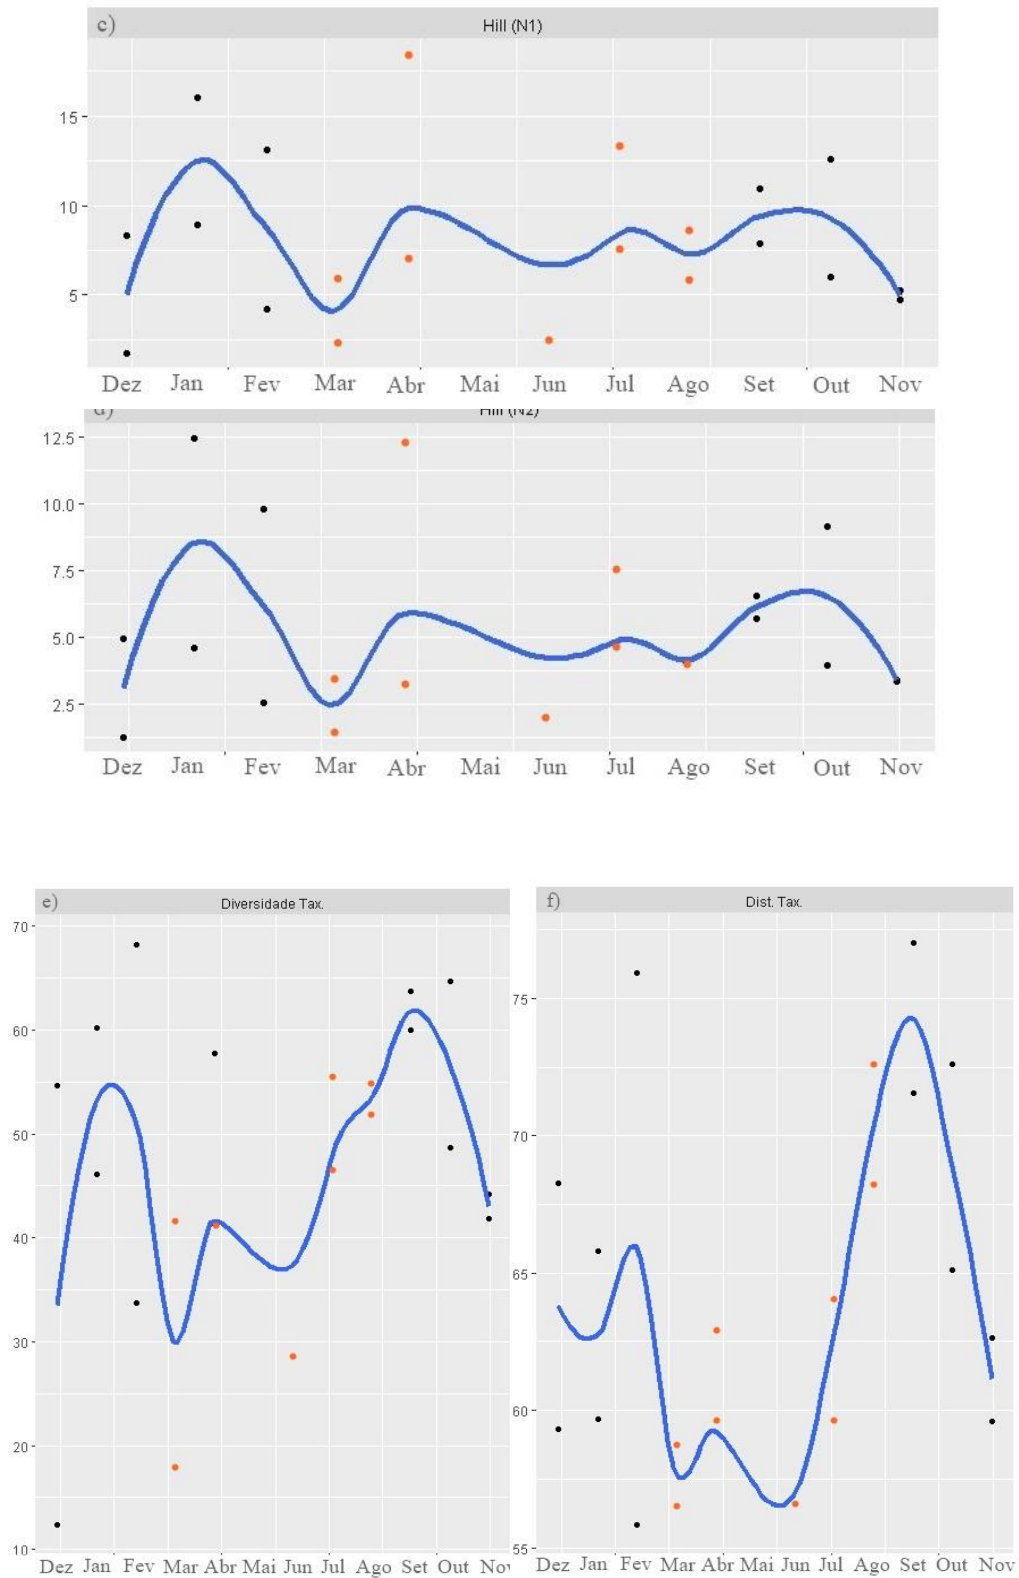 c) Hill (N1)
15
10
5
Dez Jan Fev Mar Abr Mai Jun Jul Ago Set Out Nov
d) Hill (N2)
12.5
10.0
7.5
5.0
2.5
Dez Jan Fev Mar Abr Mai Jun Jul Ago Set Out Nov
e) Diversidade Tax.
70
60
50
40
30
20
10
Dez Jan Fev Mar Abr Mai Jun Jul Ago Set Out Nov
f) Dist. Tax.
75
70
65
60
55
Dez Jan Fev Mar Abr Mai Jun Jul Ago Set Out Nov